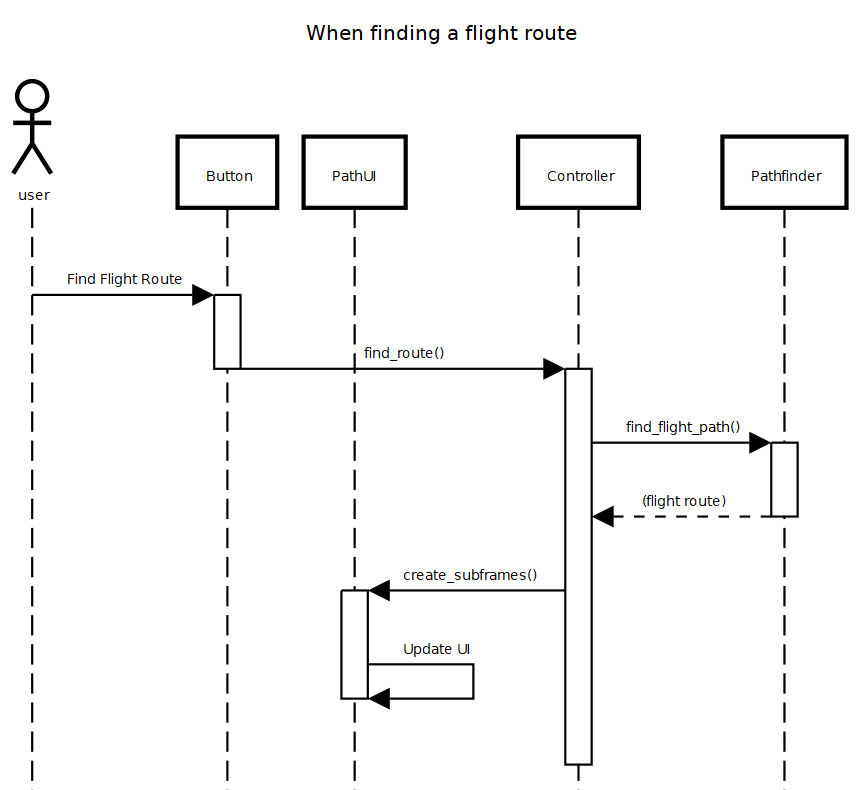 When finding a flight route
user
Button
PathUI
Controller
Pathfinder
Find Flight Route
find_route()
find_flight_path()
(flight route)
create_subframes()
Update UI